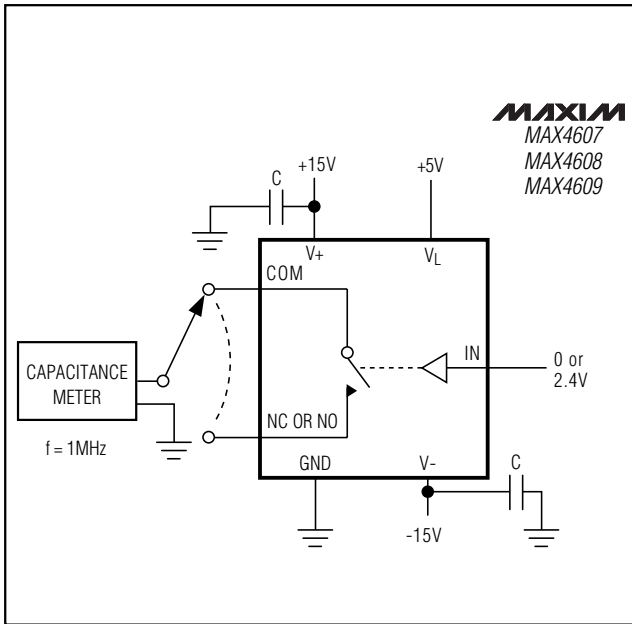 MAXIM
MAX4607
MAX4608
MAX4609
+15V
+5V
C
V+
VL
COM
IN
0 or
2.4V
CAPACITANCE
METER
f = 1MHz
NC OR NO
GND
V-
C
-15V